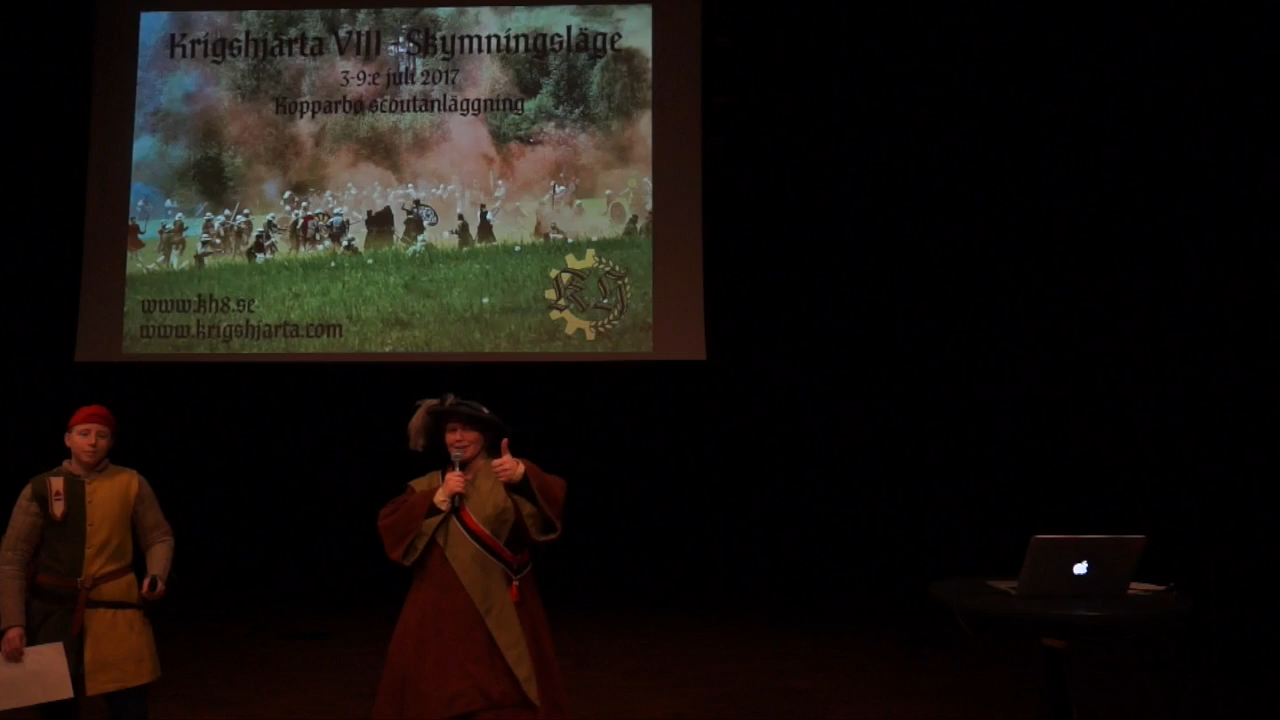 Krigshjärta VIII - Skymningsläge
3-9:e juli 2017
Kopparbo scoutanläggning
www.kh8.se
www.krigshjarta.com